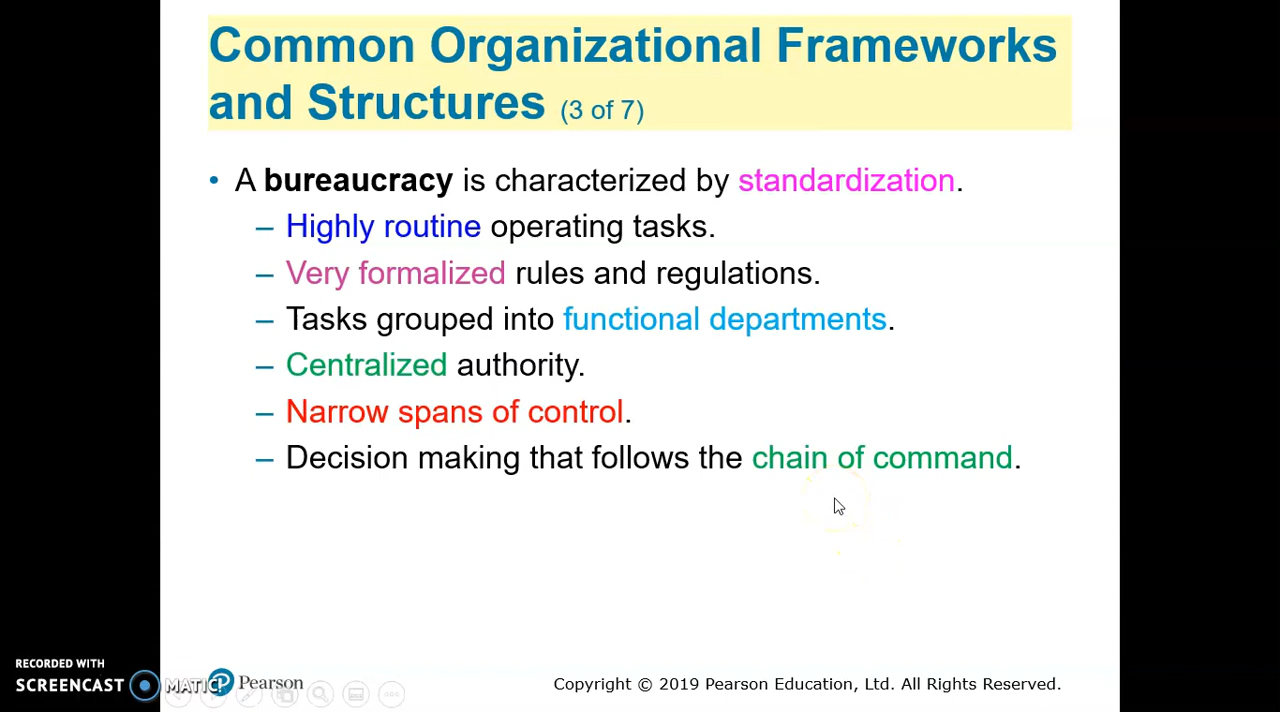 Common Organizational Frameworks
and Structures (3 of 7)
• A bureaucracy is characterized by standardization.
– Highly routine operating tasks.
– Very formalized rules and regulations.
– Tasks grouped into functional departments.
– Centralized authority.
– Narrow spans of control.
– Decision making that follows the chain of command.
RECORDED WITH
SCREENCAST MATIC
Pearson
Copyright © 2019 Pearson Education, Ltd. All Rights Reserved.